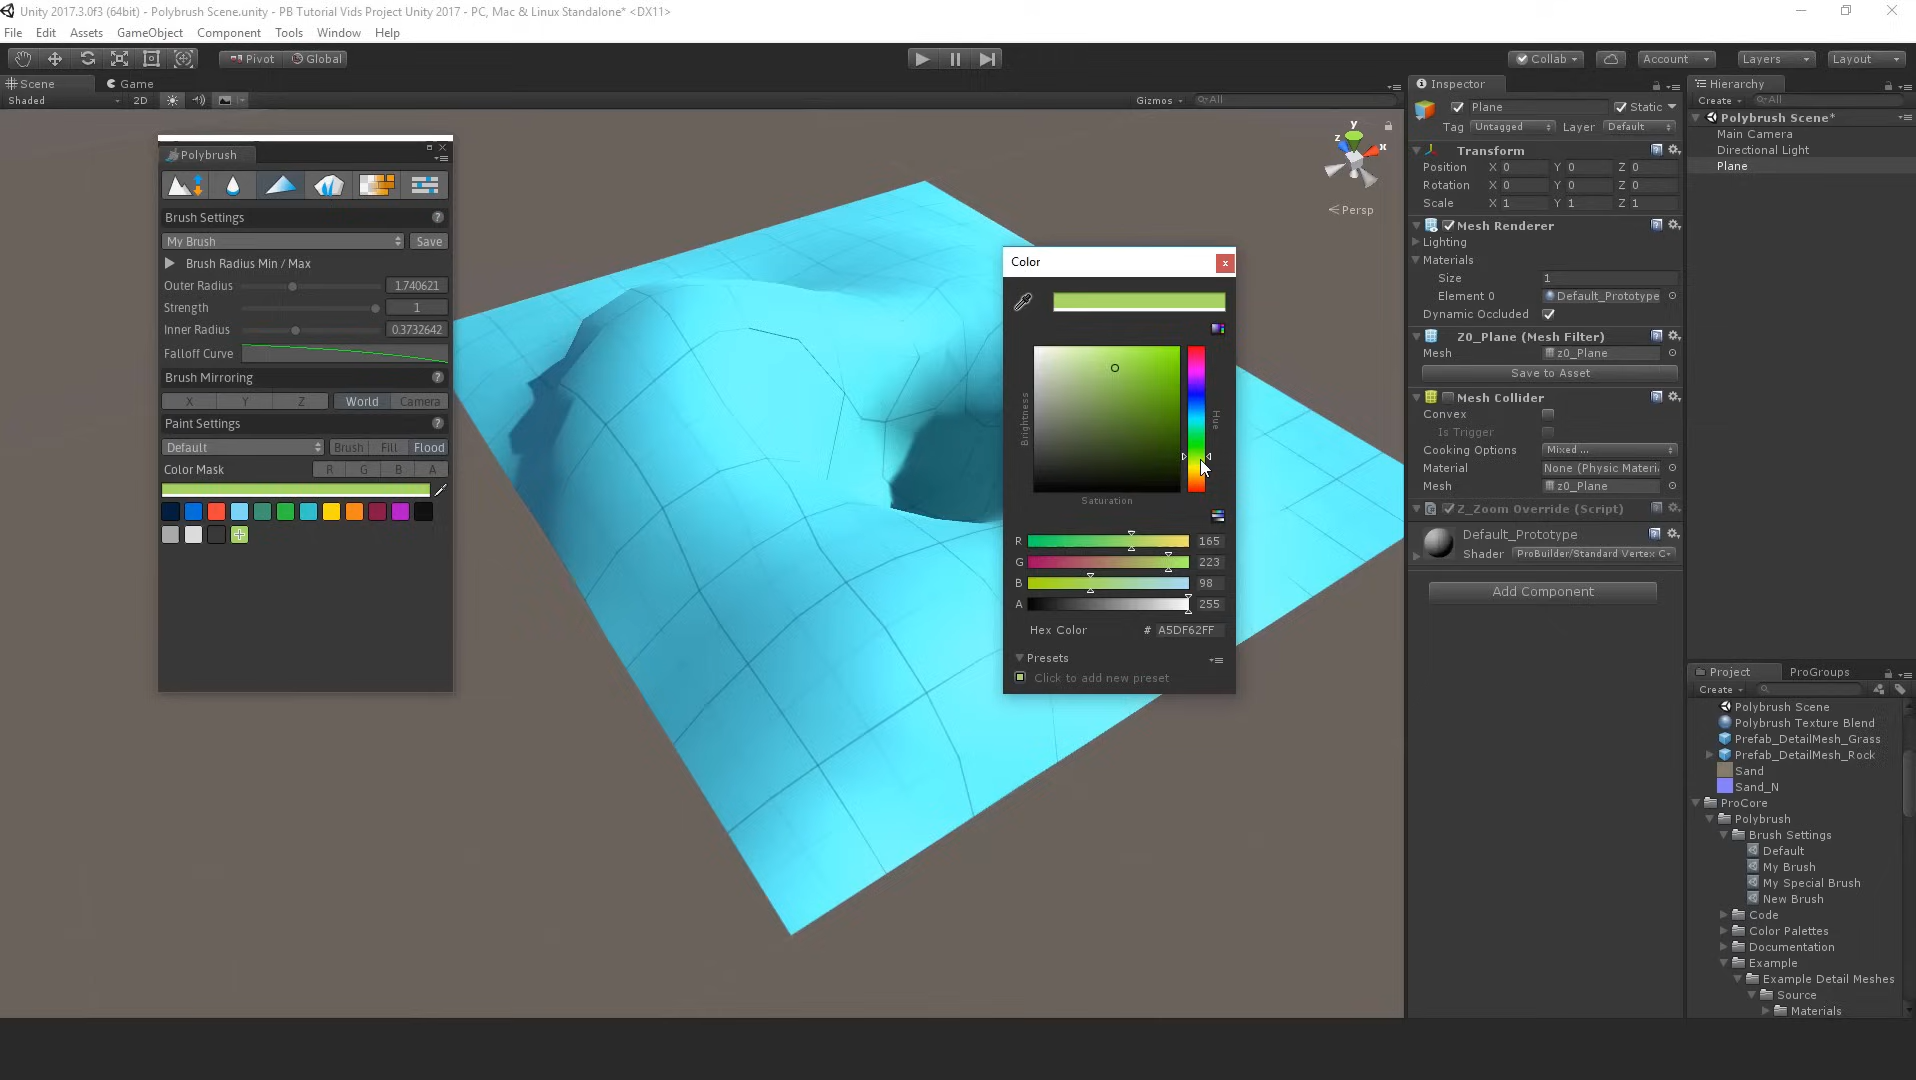 Unity 2017.3.0f3 (64bit) - Polybrush Scene.unity - PB Tutorial Vids Project Unity 2017 - PC, Mac & Linux Standalone* <DX11>
File Edit Assets GameObject Component Tools Window Help
Pivot Global Collab Account Layers Layout
Scene Game
Shaded 2D Gizmos All
Polybrush
Brush Settings ?
My Brush Save
Brush Radius Min / Max
Outer Radius 1.740621
Strength 1
Inner Radius 0.3732642
Falloff Curve
Brush Mirroring ?
X Y Z World Camera
Paint Settings ?
Default Brush Fill Flood
Color Mask R G B A
y
z x
Persp
Color x
Brightness
Hue
Saturation
R 165
G 223
B 98
A 255
Hex Color # A5DF62FF
Presets
Click to add new preset
Inspector
Plane Static
Tag Untagged Layer Default
Transform
Position X 0 Y 0 Z 0
Rotation X 0 Y 0 Z 0
Scale X 1 Y 1 Z 1
Mesh Renderer
Lighting
Materials
Size 1
Element 0 Default_Prototype
Dynamic Occluded
Z0_Plane (Mesh Filter)
Mesh z0_Plane
Save to Asset
Mesh Collider
Convex
Is Trigger
Cooking Options Mixed ...
Material None (Physic Materi
Mesh z0_Plane
Z_Zoom Override (Script)
Default_Prototype
Shader ProBuilder/Standard Vertex C
Add Component
Hierarchy
Create All
Polybrush Scene*
Main Camera
Directional Light
Plane
Project ProGroups
Create
Polybrush Scene
Polybrush Texture Blend
Prefab_DetailMesh_Grass
Prefab_DetailMesh_Rock
Sand
Sand_N
ProCore
Polybrush
Brush Settings
Default
My Brush
My Special Brush
New Brush
Code
Color Palettes
Documentation
Example
Example Detail Meshes
Source
Materials